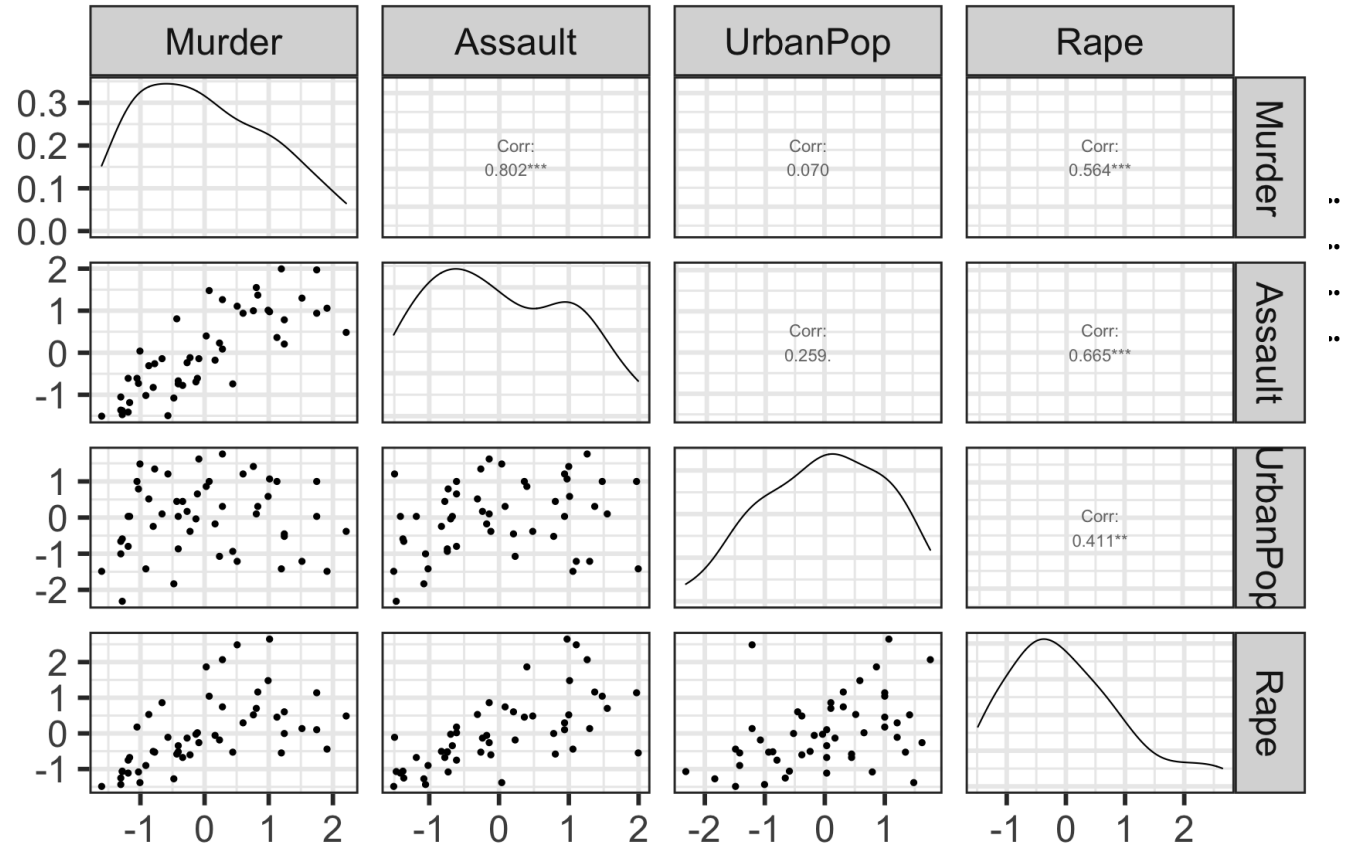 Murder Assault UrbanPop Rape
0.3
0.2
0.1
0.0
Corr:
0.802***
Corr:
0.070
Corr:
0.564***
Murder
2
1
0
-1
Corr:
0.259.
Corr:
0.665***
Assault
1
0
-1
-2
Corr:
0.411**
UrbanPop
2
1
0
-1
Rape
-1 0 1 2 -1 0 1 2 -2 -1 0 1 -1 0 1 2